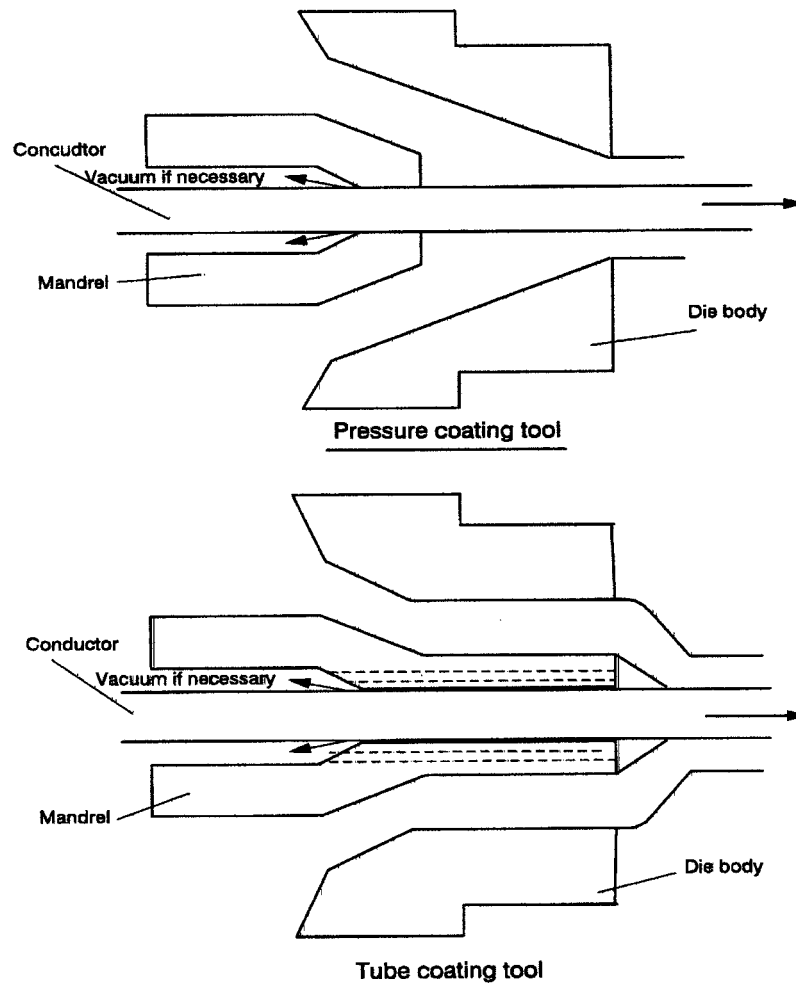 Concudtor
Vacuum if necessary
Mandrel
Die body
Pressure coating tool
Conductor
Vacuum if necessary
Mandrel
Die body
Tube coating tool